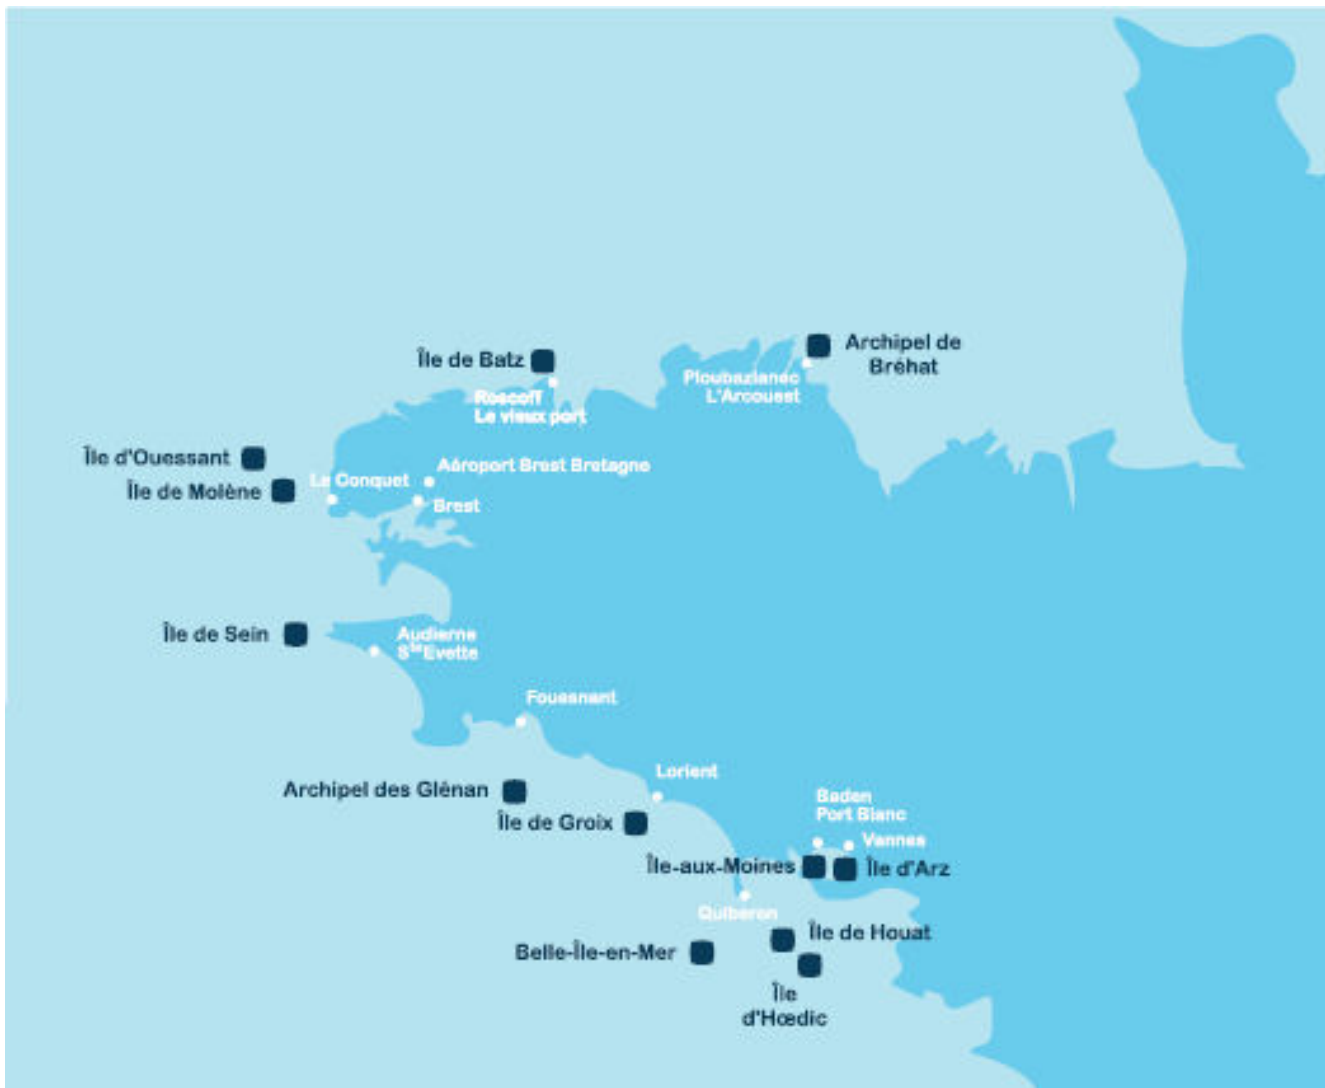 Archipel de
Bréhat
Île de Batz
Ploubazlanec
L'Arcouest
Roscoff
Le vieux port
Île d'Ouessant
Aéroport Brest Bretagne
Le Conquet
Île de Molène
Brest
Île de Sein
Audierne
Ste Evette
Fouesnant
Lorient
Archipel des Glénan
Baden
Port Blanc
Île de Groix
Vannes
Île-aux-Moines
Île d'Arz
Quiberon
Île de Houat
Belle-Île-en-Mer
Île
d'Hœdic